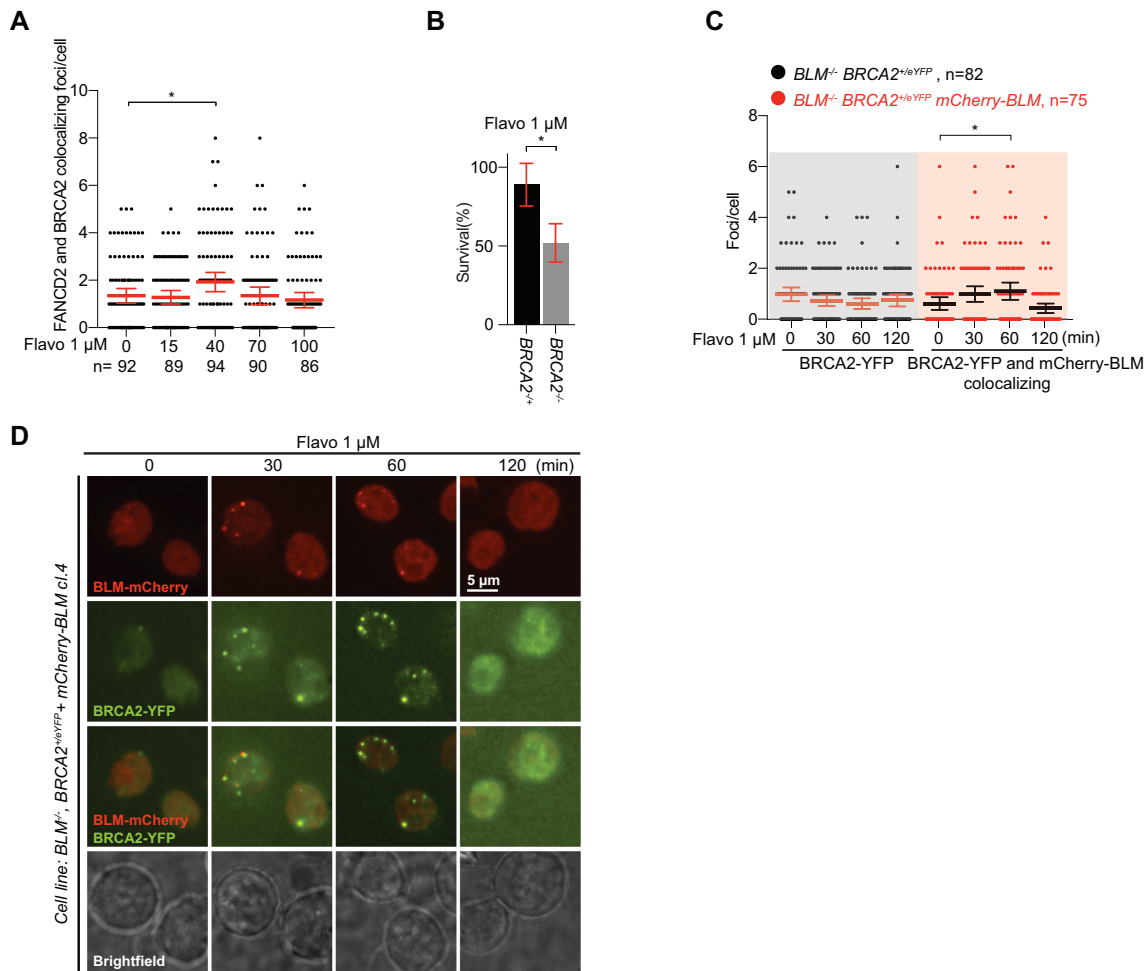 A
FANCD2 and BRCA2 colocalizing foci/cell
10
8
6
4
2
0
*
Flavo 1 µM 0 15 40 70 100
n= 92 89 94 90 86
B
Flavo 1 µM
*
Survival(%)
100
50
0
BRCA2-/+
BRCA2-/-
C
BLM-/- BRCA2+/eYFP , n=82
BLM-/- BRCA2+/eYFP mCherry-BLM, n=75
Foci/cell
8
6
4
2
0
*
Flavo 1 µM 0 30 60 120 0 30 60 120 (min)
BRCA2-YFP BRCA2-YFP and mCherry-BLM
colocalizing
D
Flavo 1 µM
0 30 60 120 (min)
Cell line: BLM-/-, BRCA2+/eYFP+ mCherry-BLM cl.4
BLM-mCherry
5 µm
BRCA2-YFP
BLM-mCherry
BRCA2-YFP
Brightfield